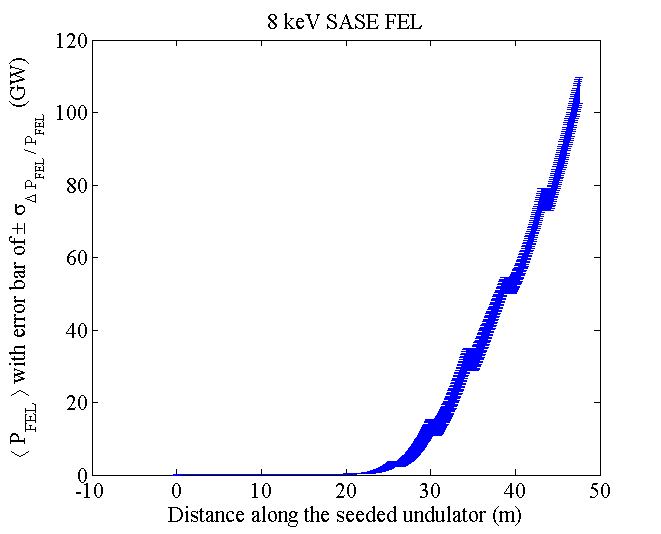 8 keV SASE FEL
⟨ P_FEL ⟩ with error bar of ± σ_Δ P_FEL / P_FEL (GW)
120
100
80
60
40
20
0
-10 0 10 20 30 40 50
Distance along the seeded undulator (m)